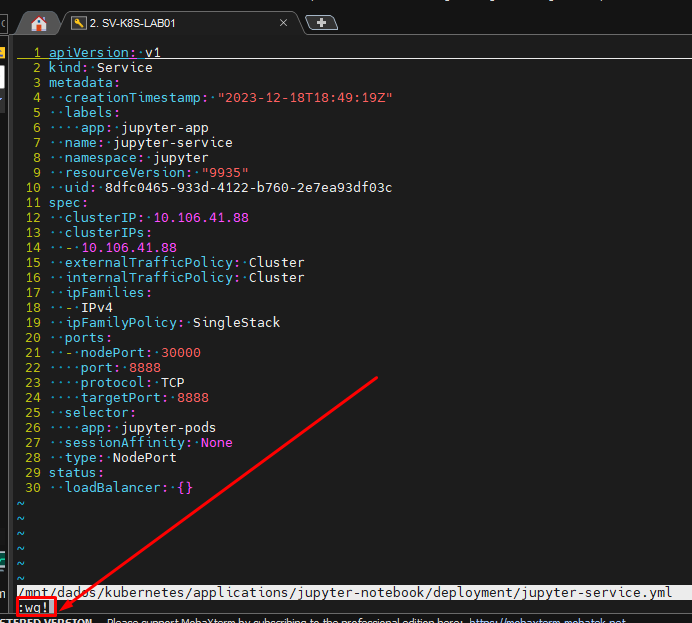 2. SV-K8S-LAB01
1 apiVersion: v1
2 kind: Service
3 metadata:
4 creationTimestamp: "2023-12-18T18:49:19Z"
5 labels:
6 app: jupyter-app
7 name: jupyter-service
8 namespace: jupyter
9 resourceVersion: "9935"
10 uid: 8dfc0465-933d-4122-b760-2e7ea93df03c
11 spec:
12 clusterIP: 10.106.41.88
13 clusterIPs:
14 - 10.106.41.88
15 externalTrafficPolicy: Cluster
16 internalTrafficPolicy: Cluster
17 ipFamilies:
18 - IPv4
19 ipFamilyPolicy: SingleStack
20 ports:
21 - nodePort: 30000
22 port: 8888
23 protocol: TCP
24 targetPort: 8888
25 selector:
26 app: jupyter-pods
27 sessionAffinity: None
28 type: NodePort
29 status:
30 loadBalancer: {}
~
~
~
~
~
~
/mnt/dados/kubernetes/applications/jupyter-notebook/deployment/jupyter-service.yml
:wq!
STERED VERSION - Please support MobaXterm by subscribing to the professional edition here: https://mobaxterm.mobatek.net